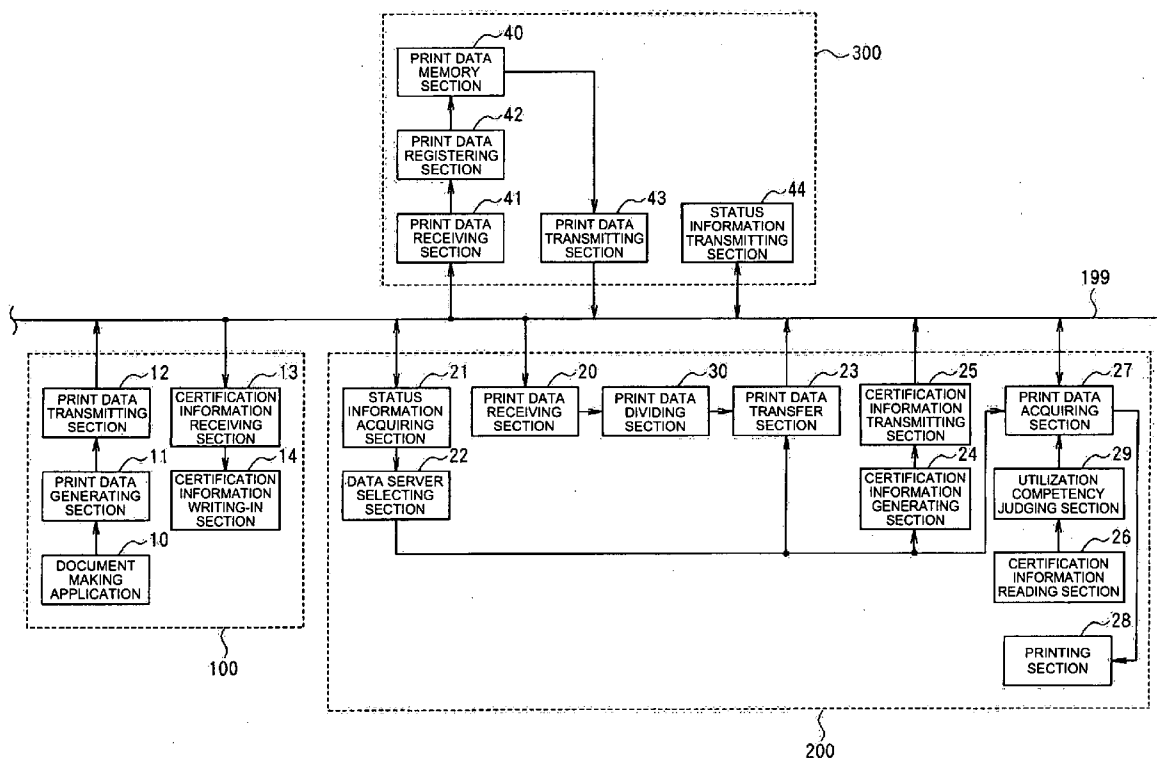 40
PRINT DATA
MEMORY
SECTION
300
42
PRINT DATA
REGISTERING
SECTION
41
PRINT DATA
RECEIVING
SECTION
43
PRINT DATA
TRANSMITTING
SECTION
44
STATUS
INFORMATION
TRANSMITTING
SECTION
199
12
PRINT DATA
TRANSMITTING
SECTION
13
CERTIFICATION
INFORMATION
RECEIVING
SECTION
11
PRINT DATA
GENERATING
SECTION
14
CERTIFICATION
INFORMATION
WRITING-IN
SECTION
10
DOCUMENT
MAKING
APPLICATION
100
21
STATUS
INFORMATION
ACQUIRING
SECTION
20
PRINT DATA
RECEIVING
SECTION
30
PRINT DATA
DIVIDING
SECTION
23
PRINT DATA
TRANSFER
SECTION
25
CERTIFICATION
INFORMATION
TRANSMITTING
SECTION
27
PRINT DATA
ACQUIRING
SECTION
22
DATA SERVER
SELECTING
SECTION
24
CERTIFICATION
INFORMATION
GENERATING
SECTION
29
UTILIZATION
COMPETENCY
JUDGING SECTION
26
CERTIFICATION
INFORMATION
READING SECTION
28
PRINTING
SECTION
200